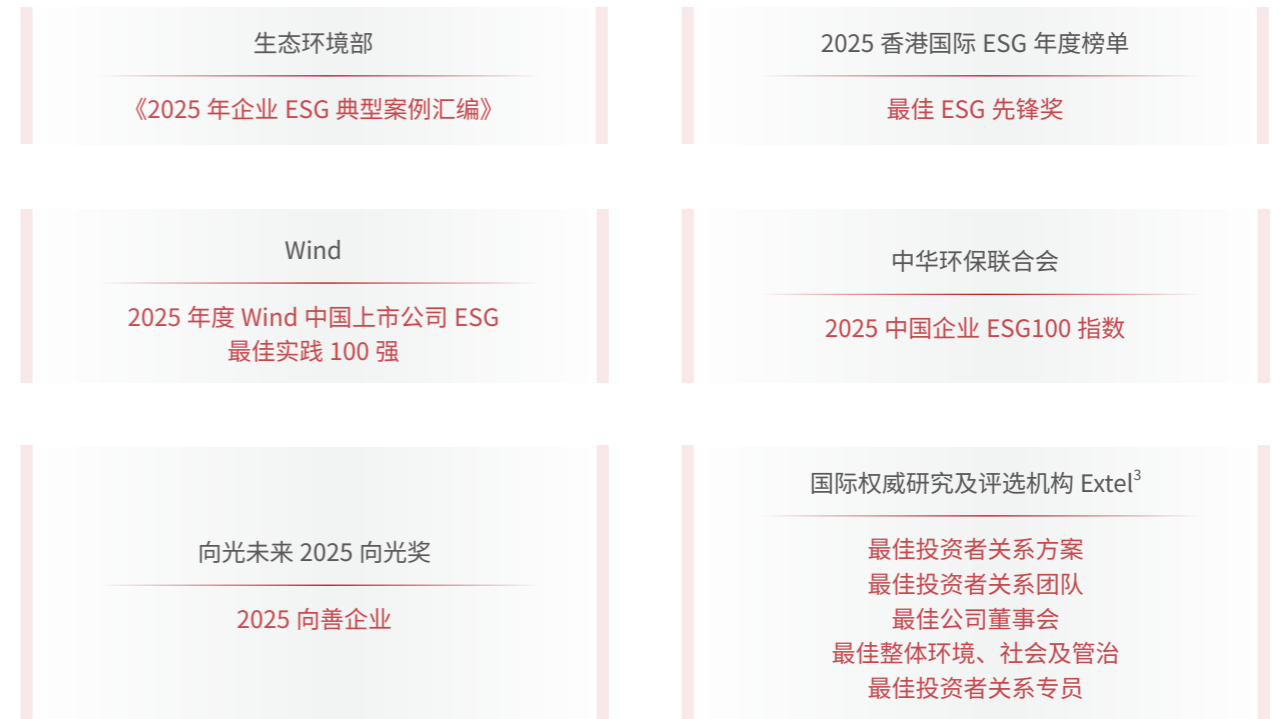 生态环境部
《2025 年企业 ESG 典型案例汇编》
2025 香港国际 ESG 年度榜单
最佳 ESG 先锋奖
Wind
2025 年度 Wind 中国上市公司 ESG
最佳实践 100 强
中华环保联合会
2025 中国企业 ESG100 指数
向光未来 2025 向光奖
2025 向善企业
国际权威研究及评选机构 Extel³
最佳投资者关系方案
最佳投资者关系团队
最佳公司董事会
最佳整体环境、社会及管治
最佳投资者关系专员